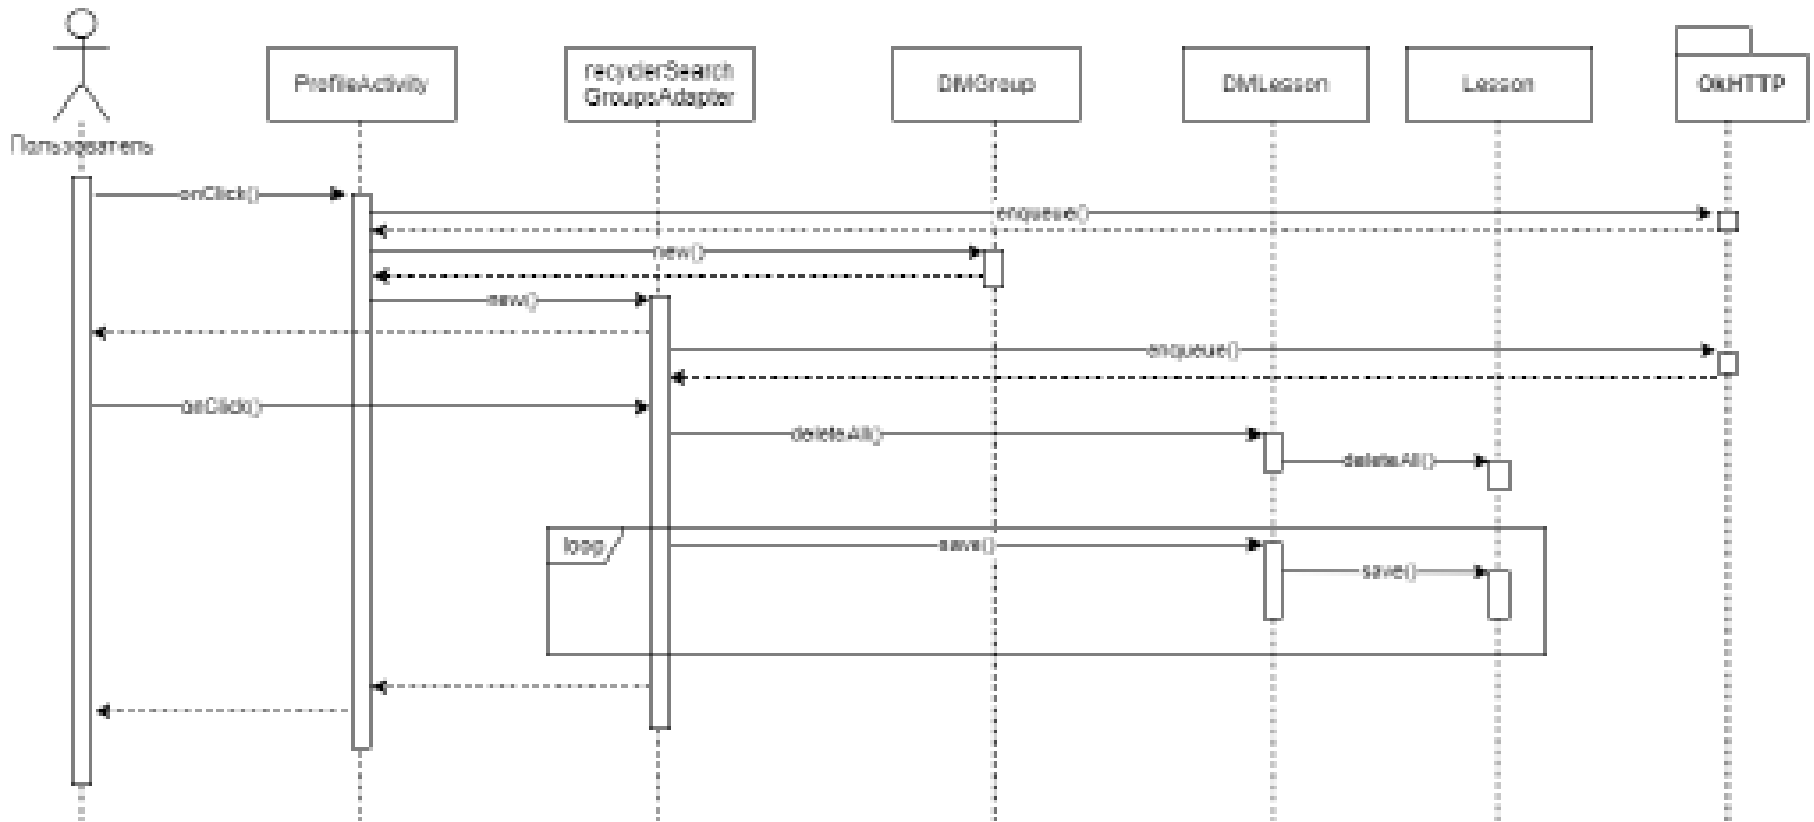 ProfileActivity
recyclerSearch
GroupsAdapter
DMGroup
DMLesson
Lesson
OkHTTP
Пользователь
onClick()
enqueue()
new()
new()
enqueue()
onClick()
deleteAll()
deleteAll()
loop
save()
save()